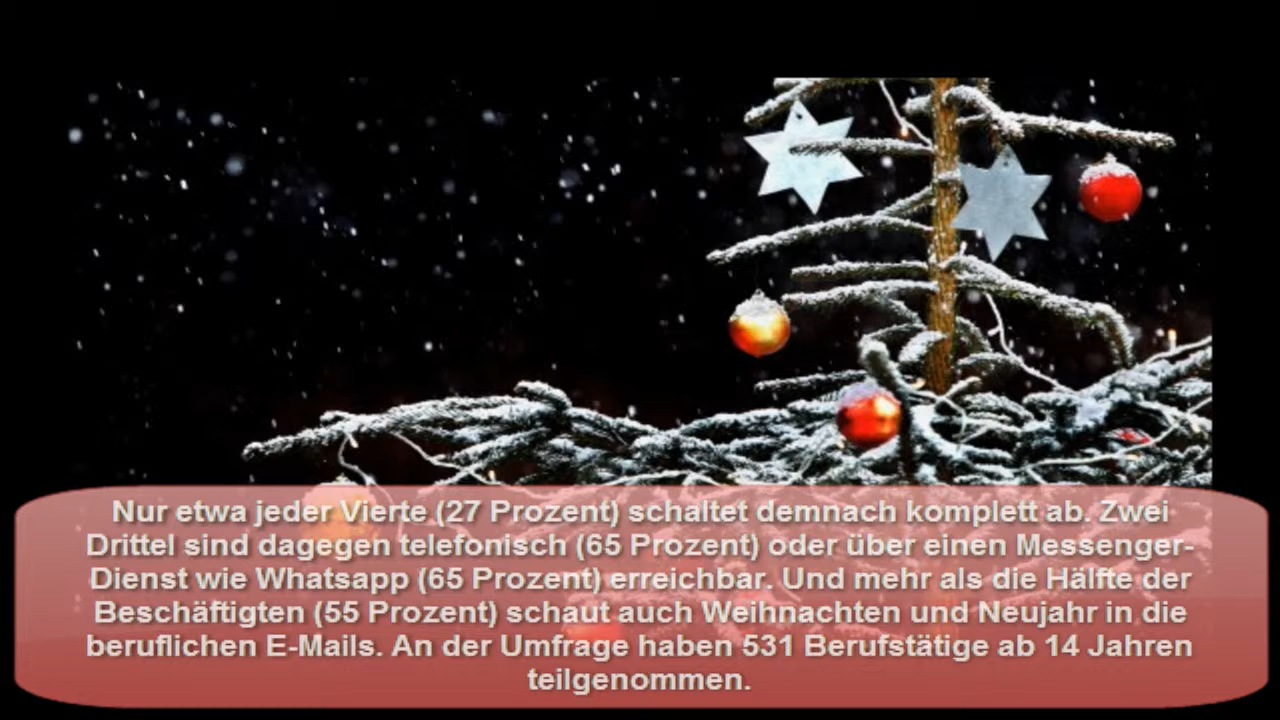 Nur etwa jeder Vierte (27 Prozent) schaltet demnach komplett ab. Zwei
Drittel sind dagegen telefonisch (65 Prozent) oder über einen Messenger-
Dienst wie Whatsapp (65 Prozent) erreichbar. Und mehr als die Hälfte der
Beschäftigten (55 Prozent) schaut auch Weihnachten und Neujahr in die
beruflichen E-Mails. An der Umfrage haben 531 Berufstätige ab 14 Jahren
teilgenommen.